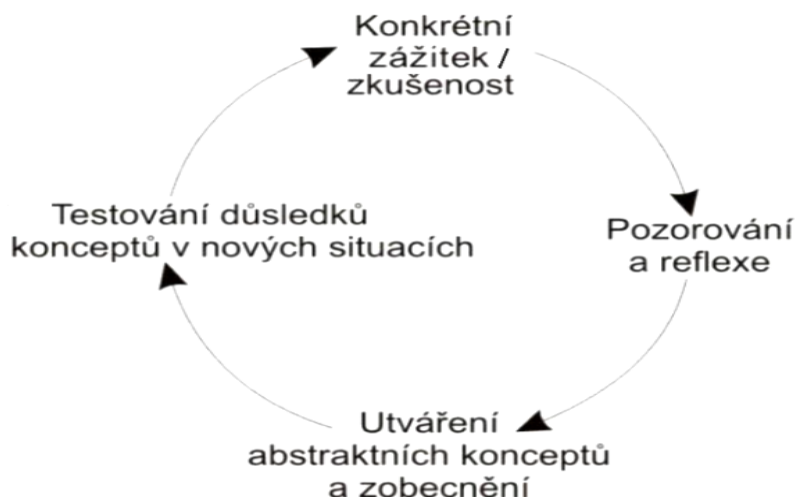 Konkrétní
zážitek /
zkušenost
Pozorování
a reflexe
Utváření
abstraktních konceptů
a zobecnění
Testování důsledků
konceptů v nových situacích